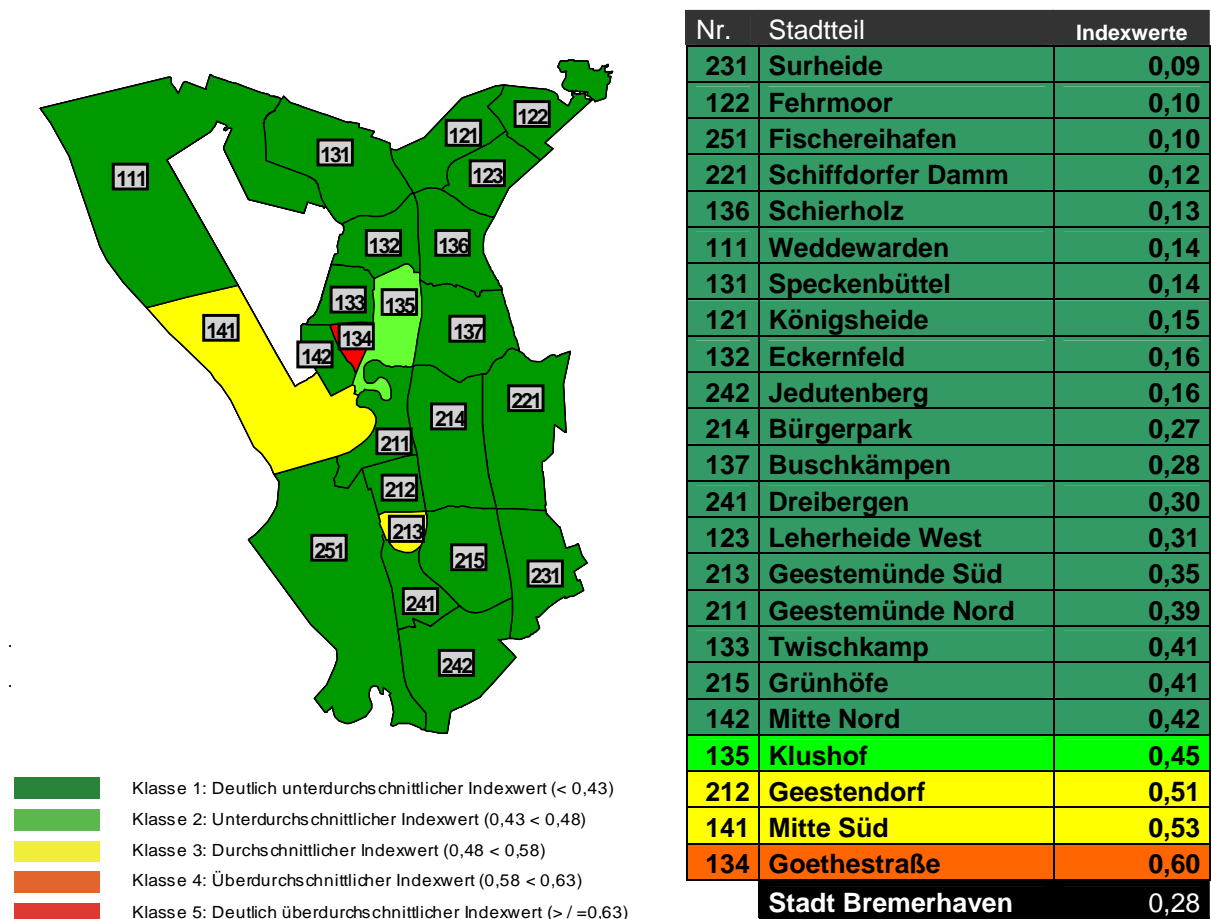 122
121
131
123
111
132
136
133
135
141
134
137
142
221
214
211
212
213
251
215
231
241
242
Klasse 1: Deutlich unterdurchschnittlicher Indexwert (< 0,43)
Klasse 2: Unterdurchschnittlicher Indexwert (0,43 < 0,48)
Klasse 3: Durchschnittlicher Indexwert (0,48 < 0,58)
Klasse 4: Überdurchschnittlicher Indexwert (0,58 < 0,63)
Klasse 5: Deutlich überdurchschnittlicher Indexwert (> / =0,63)
Nr. Stadtteil Indexwerte
231 Surheide 0,09
122 Fehrmoor 0,10
251 Fischereihafen 0,10
221 Schiffdorfer Damm 0,12
136 Schierholz 0,13
111 Weddewarden 0,14
131 Speckenbüttel 0,14
121 Königsheide 0,15
132 Eckernfeld 0,16
242 Jedutenberg 0,16
214 Bürgerpark 0,27
137 Buschkämpen 0,28
241 Dreibergen 0,30
123 Leherheide West 0,31
213 Geestemünde Süd 0,35
211 Geestemünde Nord 0,39
133 Twischkamp 0,41
215 Grünhöfe 0,41
142 Mitte Nord 0,42
135 Klushof 0,45
212 Geestendorf 0,51
141 Mitte Süd 0,53
134 Goethestraße 0,60
Stadt Bremerhaven 0,28